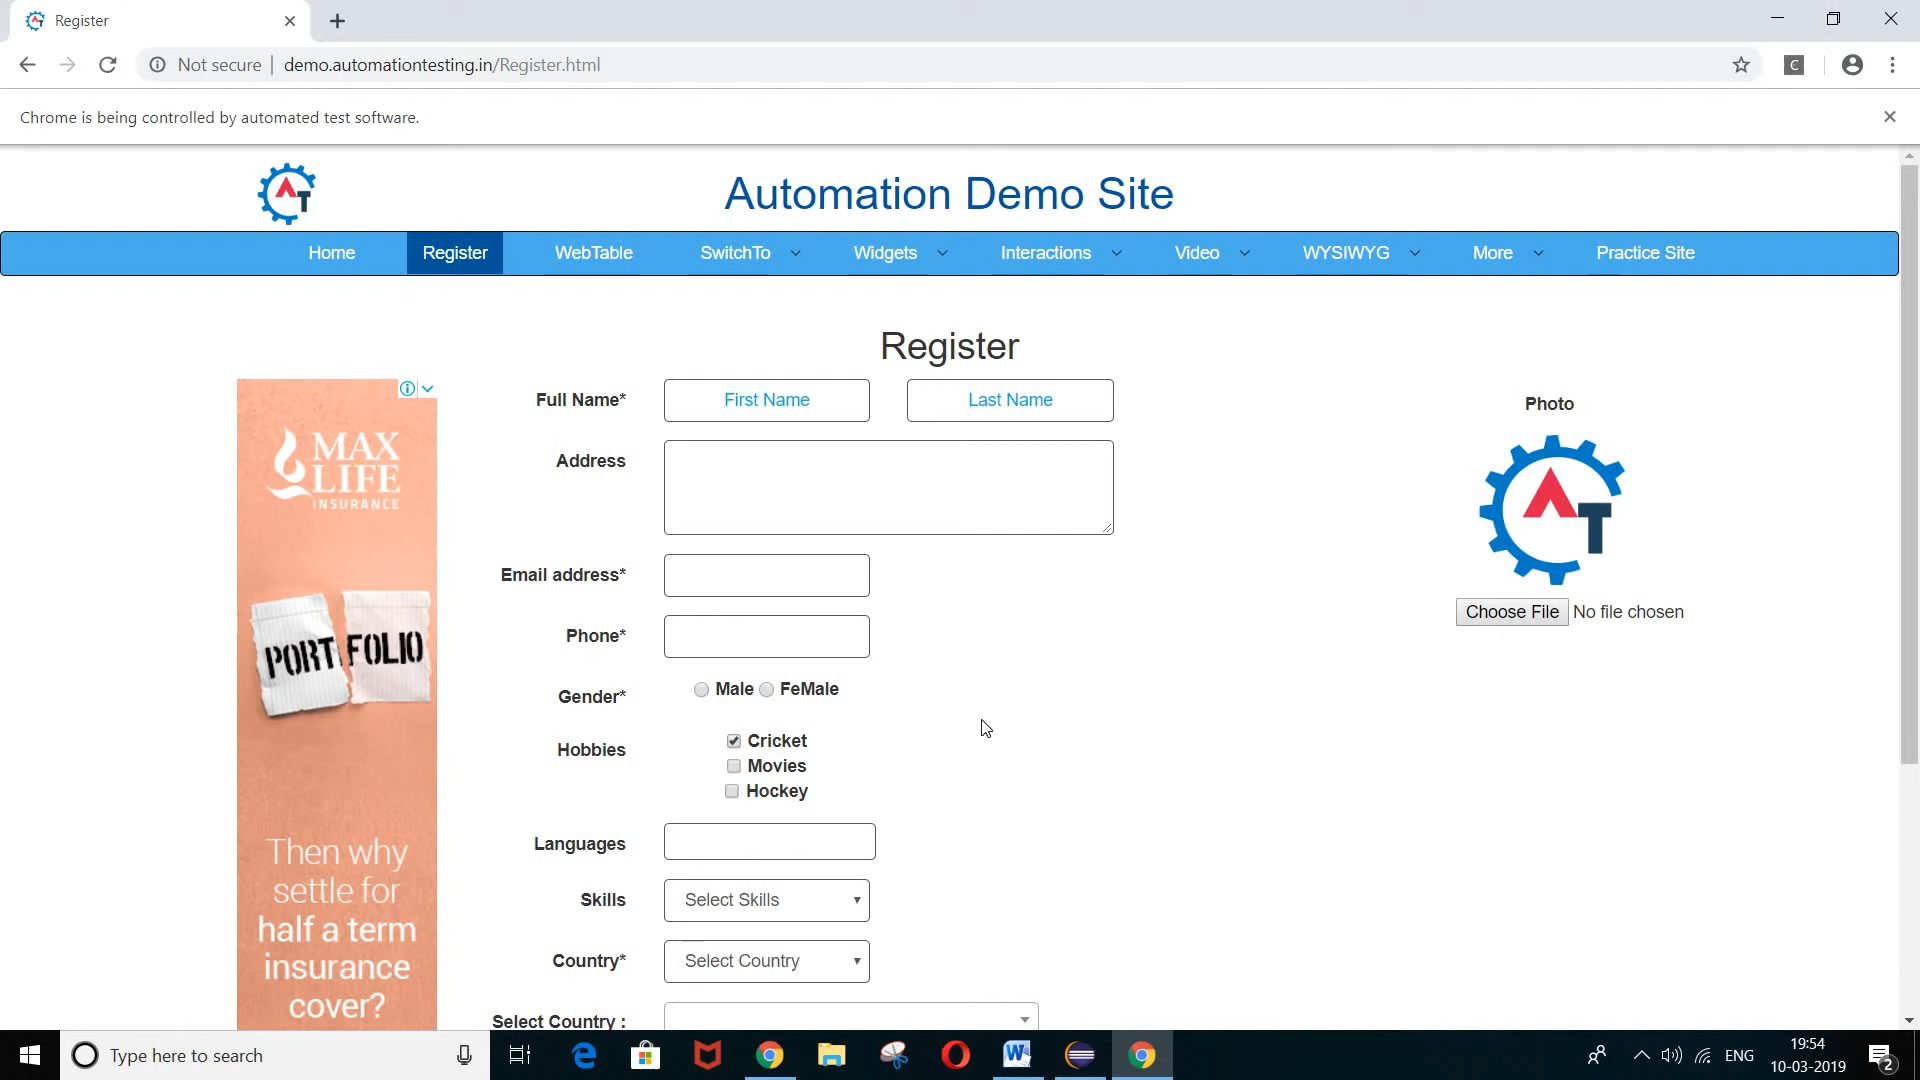 Register
Not secure
demo.automationtesting.in/Register.html
C
Chrome is being controlled by automated test software.
AT
Automation Demo Site
Home
Register
WebTable
SwitchTo
Widgets
Interactions
Video
WYSIWYG
More
Practice Site
Register
MAX
LIFE
INSURANCE
PORTFOLIO
Then why
settle for
half a term
insurance
cover?
Full Name*
First Name
Last Name
Address
Email address*
Phone*
Gender*
Male
FeMale
Hobbies
Cricket
Movies
Hockey
Languages
Skills
Select Skills
Country*
Select Country
Select Country :
Photo
AT
Choose File
No file chosen
Type here to search
ENG
19:54
10-03-2019
2